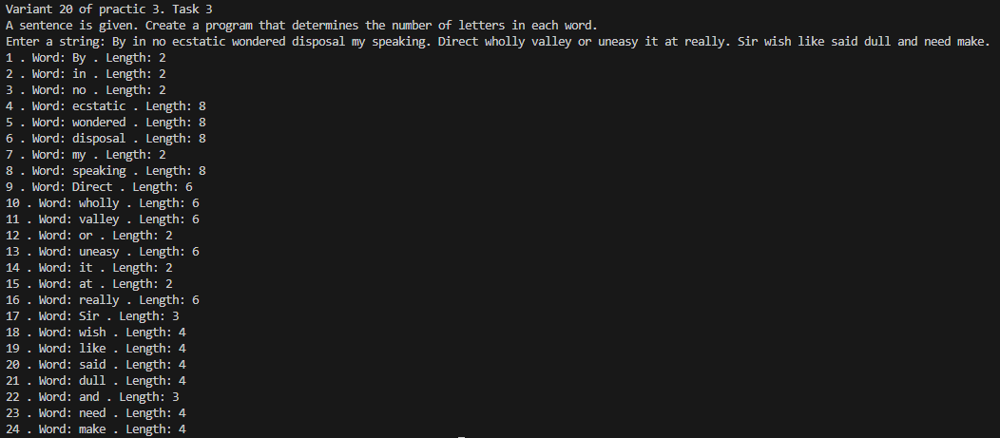 Variant 20 of practic 3. Task 3
A sentence is given. Create a program that determines the number of letters in each word.
Enter a string: By in no ecstatic wondered disposal my speaking. Direct wholly valley or uneasy it at really. Sir wish like said dull and need make.
1 . Word: By . Length: 2
2 . Word: in . Length: 2
3 . Word: no . Length: 2
4 . Word: ecstatic . Length: 8
5 . Word: wondered . Length: 8
6 . Word: disposal . Length: 8
7 . Word: my . Length: 2
8 . Word: speaking . Length: 8
9 . Word: Direct . Length: 6
10 . Word: wholly . Length: 6
11 . Word: valley . Length: 6
12 . Word: or . Length: 2
13 . Word: uneasy . Length: 6
14 . Word: it . Length: 2
15 . Word: at . Length: 2
16 . Word: really . Length: 6
17 . Word: Sir . Length: 3
18 . Word: wish . Length: 4
19 . Word: like . Length: 4
20 . Word: said . Length: 4
21 . Word: dull . Length: 4
22 . Word: and . Length: 3
23 . Word: need . Length: 4
24 . Word: make . Length: 4